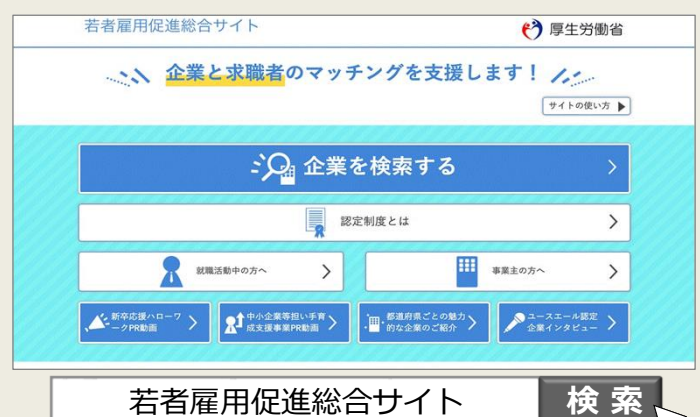 若者雇用促進総合サイト
厚生労働省
企業と求職者のマッチングを支援します！
サイトの使い方 ▶
企業を検索する
認定制度とは
就職活動中の方へ
事業主の方へ
新卒応援ハローワ
ークPR動画
中小企業等担い手育
成支援事業PR動画
都道府県ごとの魅力
的な企業のご紹介
ユースエール認定
企業インタビュー
若者雇用促進総合サイト
検索